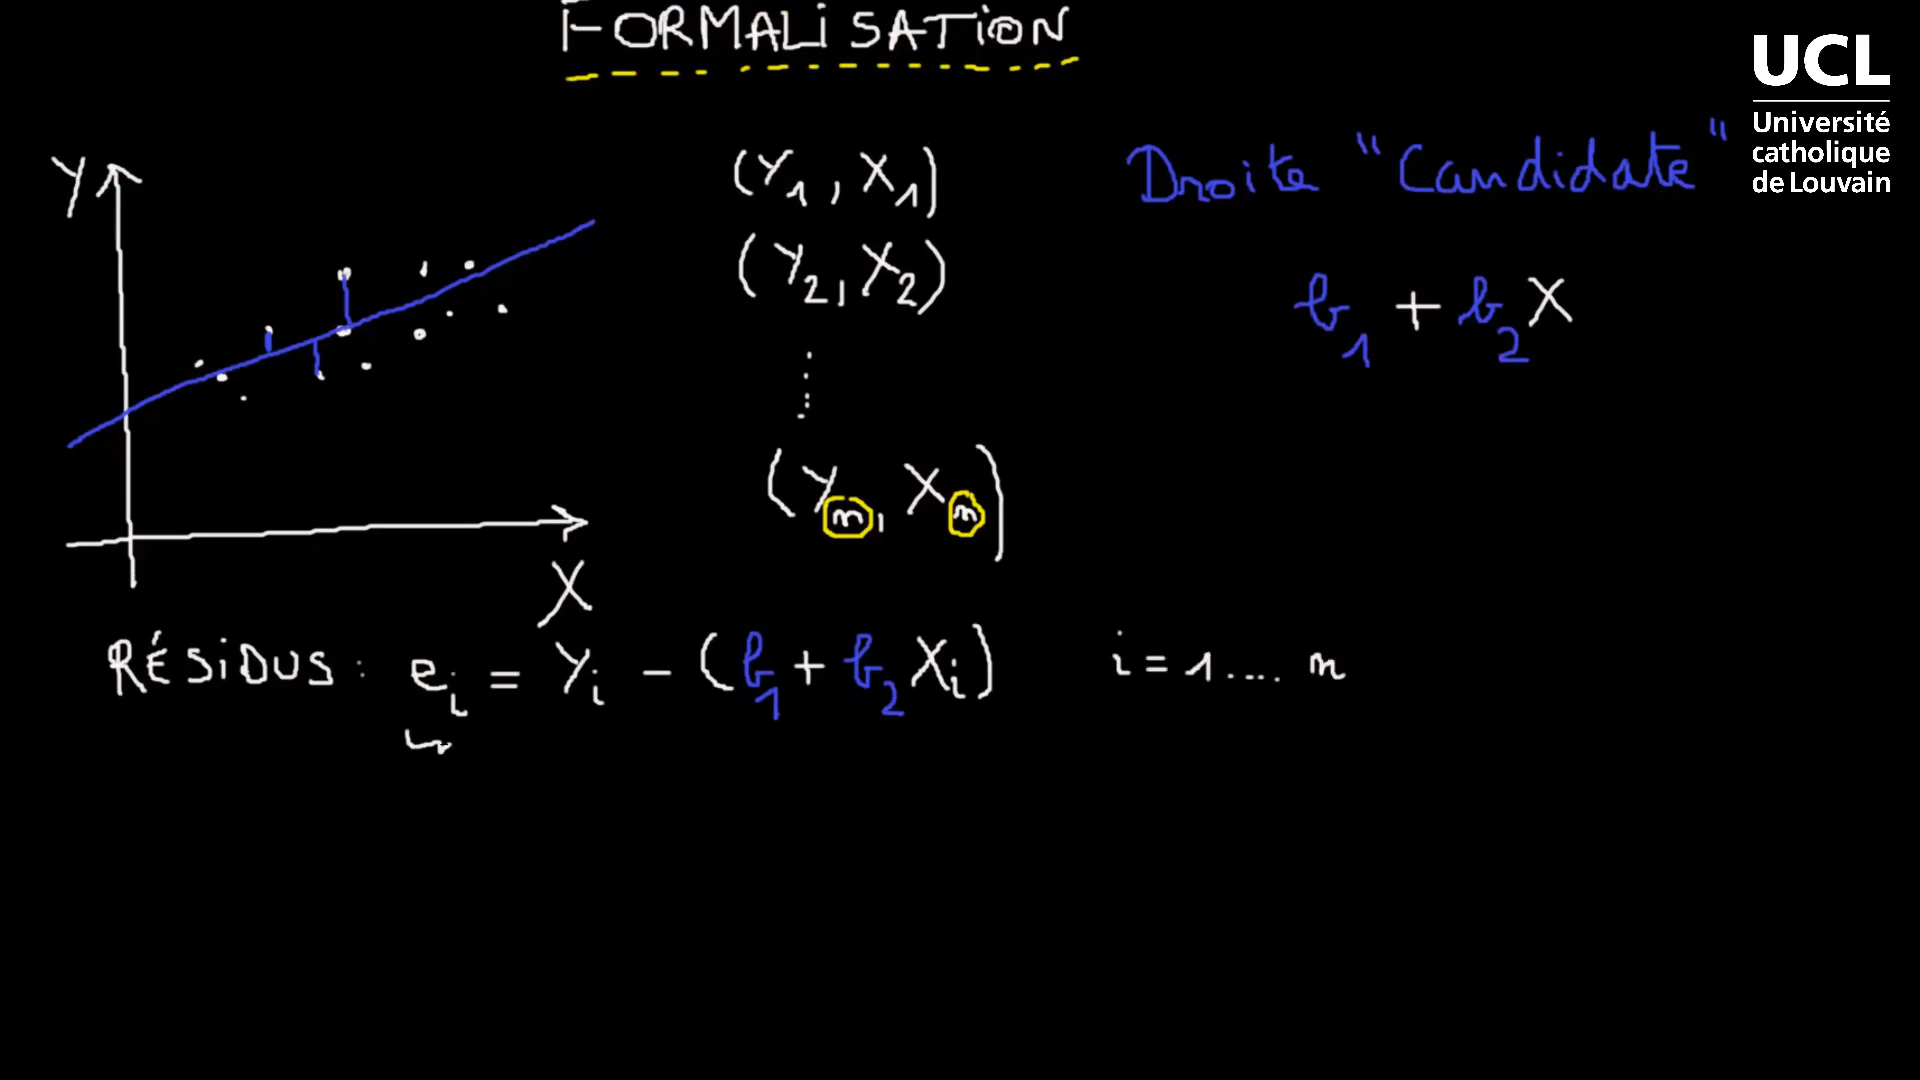 FORMALISATION
UCL
Université
catholique
de Louvain
Y
X
(Y₁, X₁)
(Y₂, X₂)
⋮
(Yₙ, Xₙ)
Droite "Candidate"
b₁ + b₂X
RÉSIDUS: eᵢ = Yᵢ - (b₁ + b₂Xᵢ) i = 1.... n